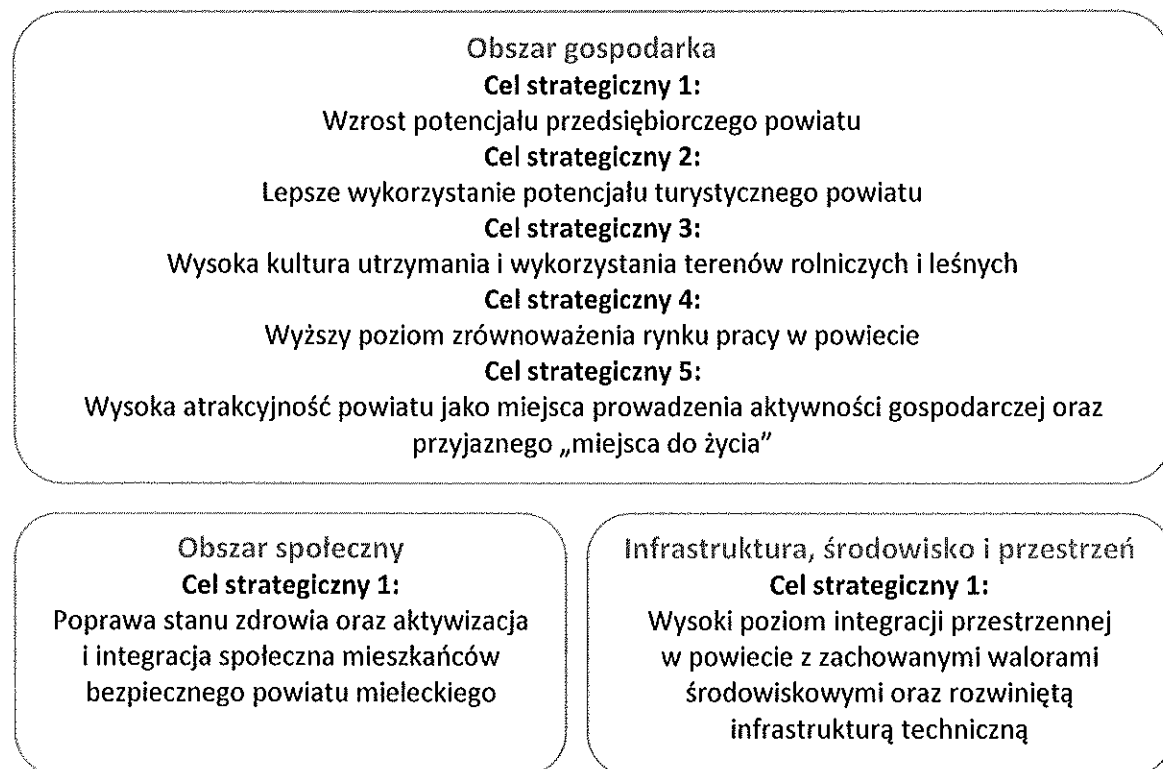 Obszar gospodarka
Cel strategiczny 1:
Wzrost potencjału przedsiębiorczego powiatu
Cel strategiczny 2:
Lepsze wykorzystanie potencjału turystycznego powiatu
Cel strategiczny 3:
Wysoka kultura utrzymania i wykorzystania terenów rolniczych i leśnych
Cel strategiczny 4:
Wyższy poziom zrównoważenia rynku pracy w powiecie
Cel strategiczny 5:
Wysoka atrakcyjność powiatu jako miejsca prowadzenia aktywności gospodarczej oraz
przyjaznego „miejsca do życia”
Obszar społeczny
Cel strategiczny 1:
Poprawa stanu zdrowia oraz aktywizacja
i integracja społeczna mieszkańców
bezpiecznego powiatu mieleckiego
Infrastruktura, środowisko i przestrzeń
Cel strategiczny 1:
Wysoki poziom integracji przestrzennej
w powiecie z zachowanymi walorami
środowiskowymi oraz rozwiniętą
infrastrukturą techniczną